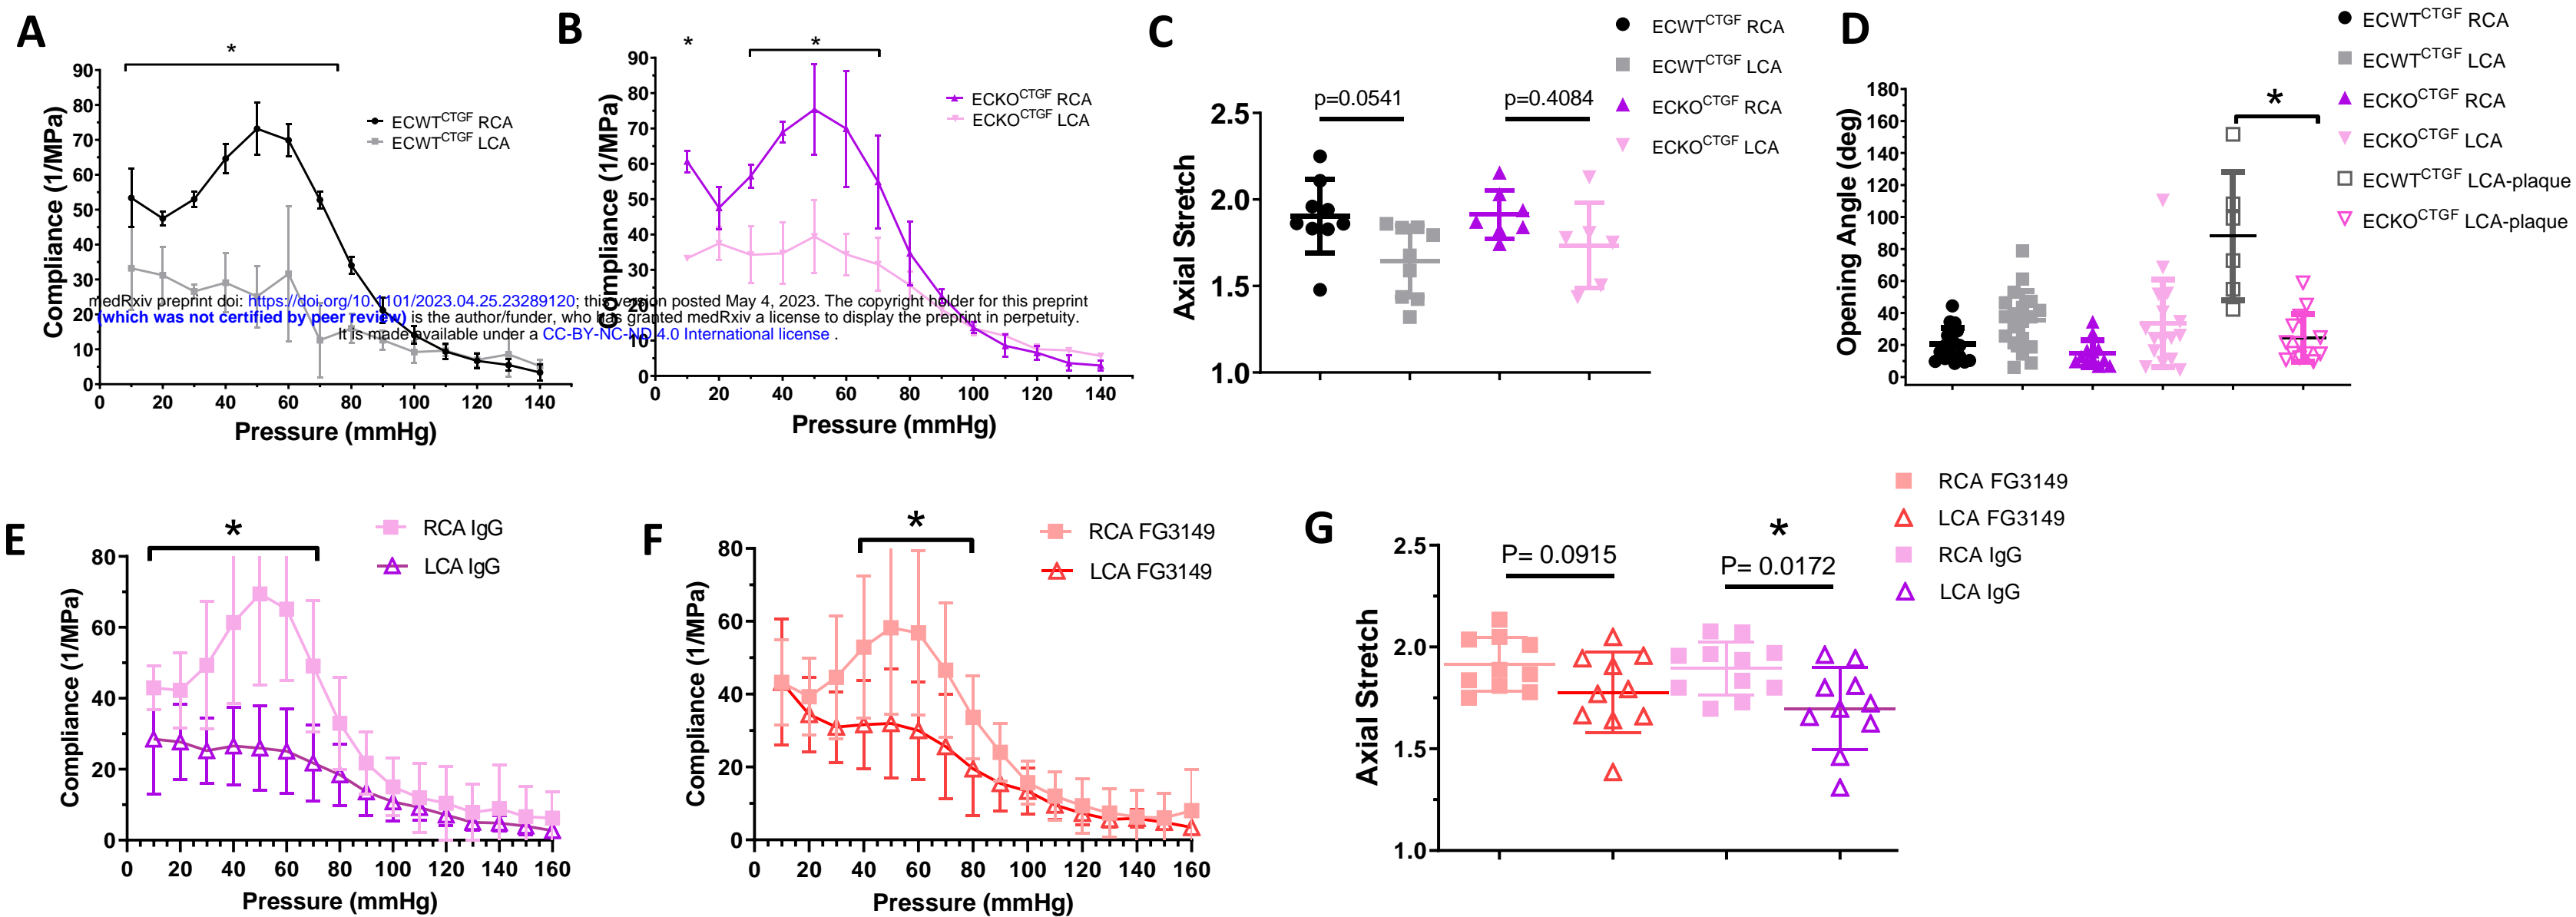 A
*
90
80
70
60
50
40
30
20
10
0
0 20 40 60 80 100 120 140
Compliance (1/MPa)
Pressure (mmHg)
ECWTCTGF RCA
ECWTCTGF LCA
B
* *
90
80
70
60
50
40
30
20
10
0
0 20 40 60 80 100 120 140
Compliance (1/MPa)
Pressure (mmHg)
ECKOCTGF RCA
ECKOCTGF LCA
medRxiv preprint doi: https://doi.org/10.1101/2023.04.25.23289120; this version posted May 4, 2023. The copyright holder for this preprint
(which was not certified by peer review) is the author/funder, who has granted medRxiv a license to display the preprint in perpetuity.
It is made available under a CC-BY-NC-ND 4.0 International license .
C
p=0.0541 p=0.4084
2.5
2.0
1.5
1.0
Axial Stretch
ECWTCTGF RCA
ECWTCTGF LCA
ECKOCTGF RCA
ECKOCTGF LCA
D
*
180
160
140
120
100
80
60
40
20
0
Opening Angle (deg)
ECWTCTGF RCA
ECWTCTGF LCA
ECKOCTGF RCA
ECKOCTGF LCA
ECWTCTGF LCA-plaque
ECKOCTGF LCA-plaque
E
*
RCA IgG
LCA IgG
80
60
40
20
0
0 20 40 60 80 100 120 140 160
Compliance (1/MPa)
Pressure (mmHg)
F
*
RCA FG3149
LCA FG3149
80
60
40
20
0
0 20 40 60 80 100 120 140 160
Compliance (1/MPa)
Pressure (mmHg)
G
P= 0.0915
*
P= 0.0172
2.5
2.0
1.5
1.0
Axial Stretch
RCA FG3149
LCA FG3149
RCA IgG
LCA IgG